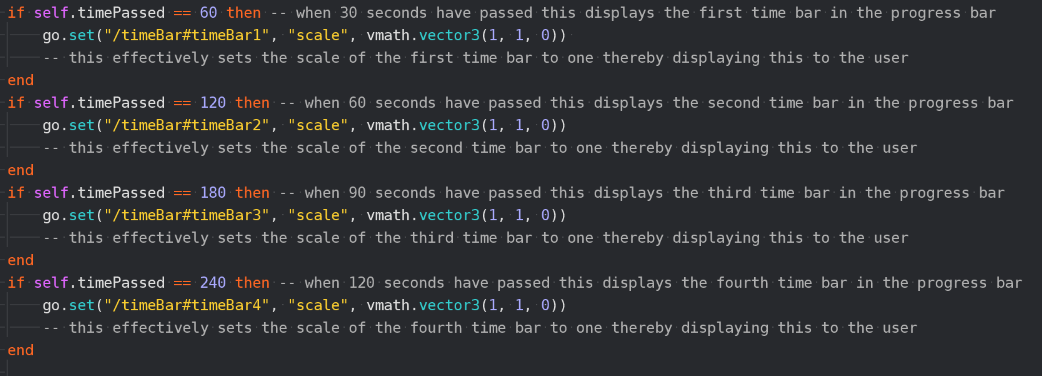 if self.timePassed == 60 then -- when 30 seconds have passed this displays the first time bar in the progress bar
    go.set("/timeBar#timeBar1", "scale", vmath.vector3(1, 1, 0))
    -- this effectively sets the scale of the first time bar to one thereby displaying this to the user
end
if self.timePassed == 120 then -- when 60 seconds have passed this displays the second time bar in the progress bar
    go.set("/timeBar#timeBar2", "scale", vmath.vector3(1, 1, 0))
    -- this effectively sets the scale of the second time bar to one thereby displaying this to the user
end
if self.timePassed == 180 then -- when 90 seconds have passed this displays the third time bar in the progress bar
    go.set("/timeBar#timeBar3", "scale", vmath.vector3(1, 1, 0))
    -- this effectively sets the scale of the third time bar to one thereby displaying this to the user
end
if self.timePassed == 240 then -- when 120 seconds have passed this displays the fourth time bar in the progress bar
    go.set("/timeBar#timeBar4", "scale", vmath.vector3(1, 1, 0))
    -- this effectively sets the scale of the fourth time bar to one thereby displaying this to the user
end